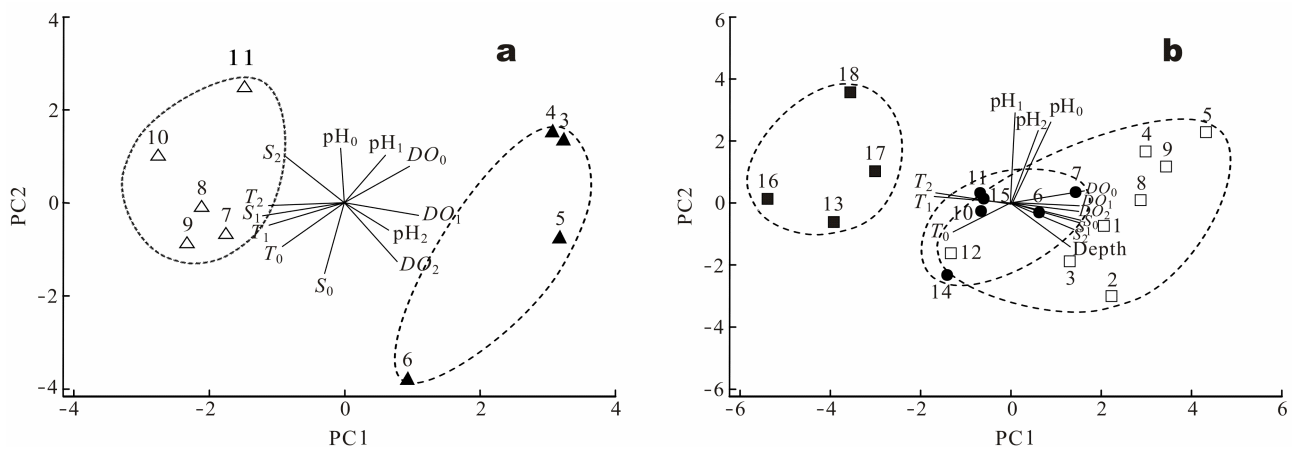 a
4
2
0
−2
−4
PC2
11
10
8
9
7
4 3
5
6
S₂
pH₀
pH₁
DO₀
T₂
S₁
T₁
T₀
S₀
DO₁
pH₂
DO₂
−4 −2 0 2 4
PC1
b
6
4
2
0
−2
−4
−6
PC2
18
17
16
13
pH₁
pH₂
pH₀
5
4
9
8
7
11
15
10
6
T₂
T₁
T₀
DO₀
DO₁
DO₂
S₀
S₂
1
Depth
12
3
2
14
−6 −4 −2 0 2 4 6
PC1